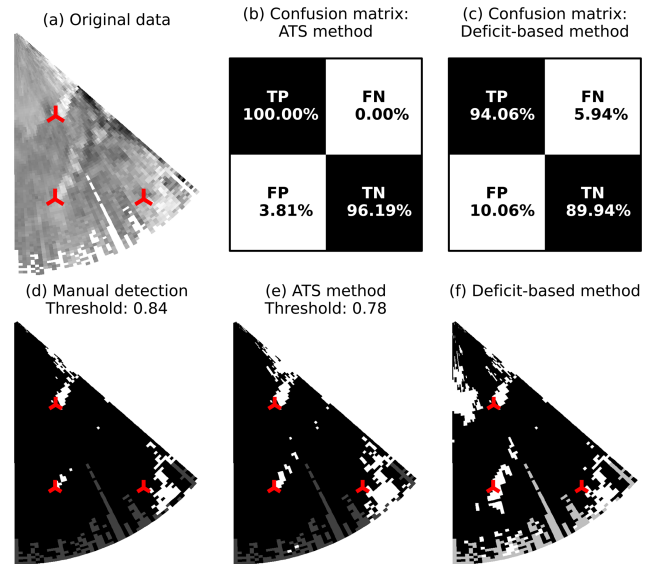 (a) Original data
(b) Confusion matrix:
ATS method
(c) Confusion matrix:
Deficit-based method
TP
100.00%
FN
0.00%
FP
3.81%
TN
96.19%
TP
94.06%
FN
5.94%
FP
10.06%
TN
89.94%
(d) Manual detection
Threshold: 0.84
(e) ATS method
Threshold: 0.78
(f) Deficit-based method